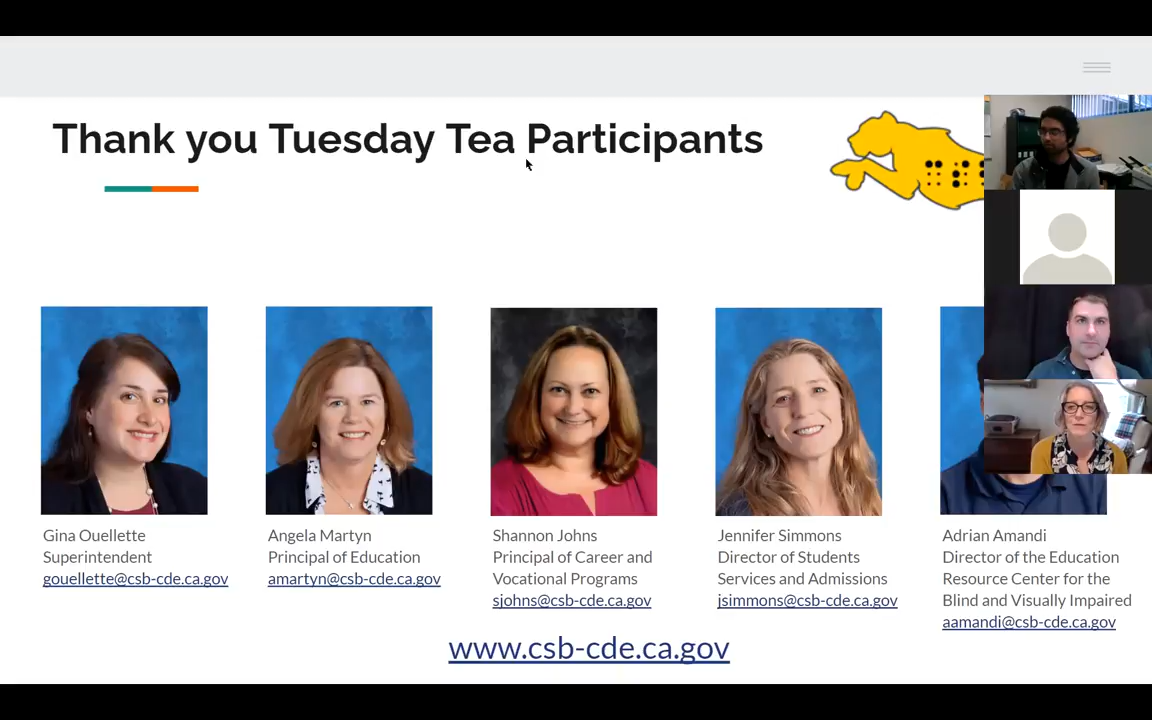 Thank you Tuesday Tea Participants
Gina Ouellette
Superintendent
gouellette@csb-cde.ca.gov
Angela Martyn
Principal of Education
amartyn@csb-cde.ca.gov
Shannon Johns
Principal of Career and
Vocational Programs
sjohns@csb-cde.ca.gov
Jennifer Simmons
Director of Students
Services and Admissions
jsimmons@csb-cde.ca.gov
Adrian Amandi
Director of the Education
Resource Center for the
Blind and Visually Impaired
aamandi@csb-cde.ca.gov
www.csb-cde.ca.gov